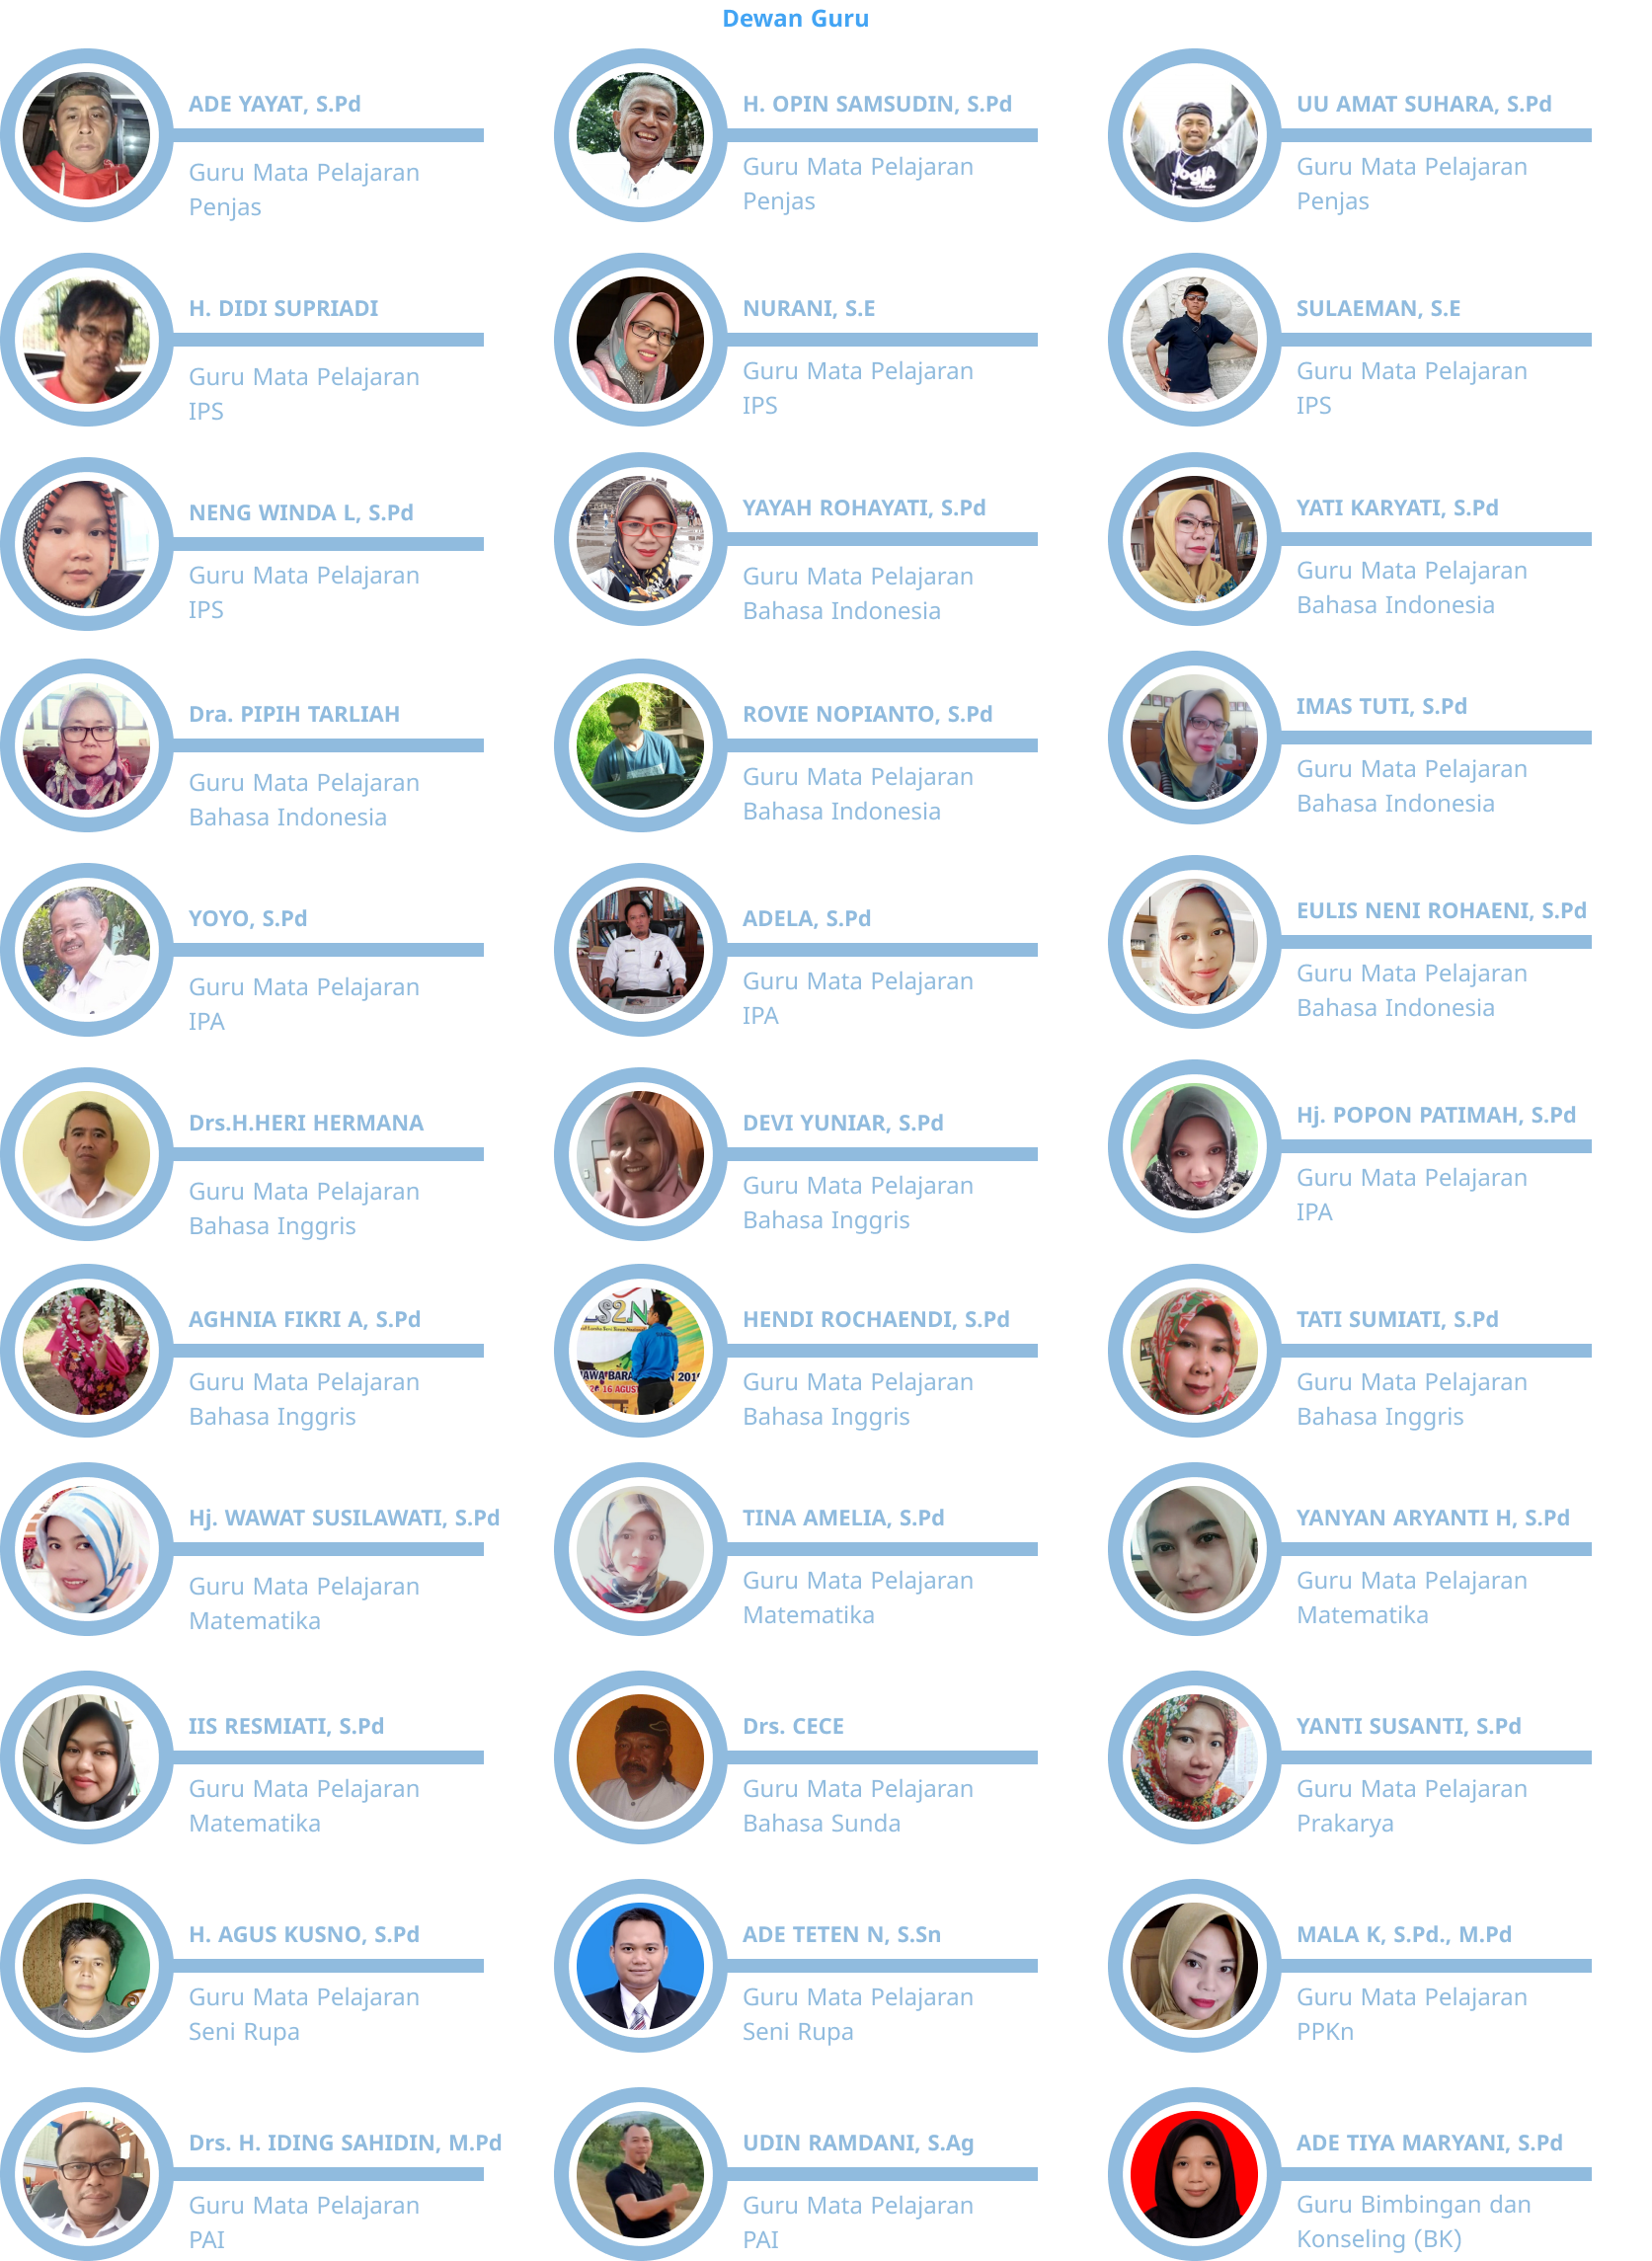 Dewan Guru
ADE YAYAT, S.Pd
Guru Mata Pelajaran
Penjas
H. OPIN SAMSUDIN, S.Pd
Guru Mata Pelajaran
Penjas
UU AMAT SUHARA, S.Pd
Guru Mata Pelajaran
Penjas
JogJA
H. DIDI SUPRIADI
Guru Mata Pelajaran
IPS
NURANI, S.E
Guru Mata Pelajaran
IPS
SULAEMAN, S.E
Guru Mata Pelajaran
IPS
NENG WINDA L, S.Pd
Guru Mata Pelajaran
IPS
YAYAH ROHAYATI, S.Pd
Guru Mata Pelajaran
Bahasa Indonesia
YATI KARYATI, S.Pd
Guru Mata Pelajaran
Bahasa Indonesia
Dra. PIPIH TARLIAH
Guru Mata Pelajaran
Bahasa Indonesia
ROVIE NOPIANTO, S.Pd
Guru Mata Pelajaran
Bahasa Indonesia
IMAS TUTI, S.Pd
Guru Mata Pelajaran
Bahasa Indonesia
YOYO, S.Pd
Guru Mata Pelajaran
IPA
ADELA, S.Pd
Guru Mata Pelajaran
IPA
EULIS NENI ROHAENI, S.Pd
Guru Mata Pelajaran
Bahasa Indonesia
Drs.H.HERI HERMANA
Guru Mata Pelajaran
Bahasa Inggris
DEVI YUNIAR, S.Pd
Guru Mata Pelajaran
Bahasa Inggris
Hj. POPON PATIMAH, S.Pd
Guru Mata Pelajaran
IPA
AGHNIA FIKRI A, S.Pd
Guru Mata Pelajaran
Bahasa Inggris
S2N
16 AGUST
HENDI ROCHAENDI, S.Pd
Guru Mata Pelajaran
Bahasa Inggris
TATI SUMIATI, S.Pd
Guru Mata Pelajaran
Bahasa Inggris
Hj. WAWAT SUSILAWATI, S.Pd
Guru Mata Pelajaran
Matematika
TINA AMELIA, S.Pd
Guru Mata Pelajaran
Matematika
YANYAN ARYANTI H, S.Pd
Guru Mata Pelajaran
Matematika
IIS RESMIATI, S.Pd
Guru Mata Pelajaran
Matematika
Drs. CECE
Guru Mata Pelajaran
Bahasa Sunda
YANTI SUSANTI, S.Pd
Guru Mata Pelajaran
Prakarya
H. AGUS KUSNO, S.Pd
Guru Mata Pelajaran
Seni Rupa
ADE TETEN N, S.Sn
Guru Mata Pelajaran
Seni Rupa
MALA K, S.Pd., M.Pd
Guru Mata Pelajaran
PPKn
Drs. H. IDING SAHIDIN, M.Pd
Guru Mata Pelajaran
PAI
UDIN RAMDANI, S.Ag
Guru Mata Pelajaran
PAI
ADE TIYA MARYANI, S.Pd
Guru Bimbingan dan
Konseling (BK)